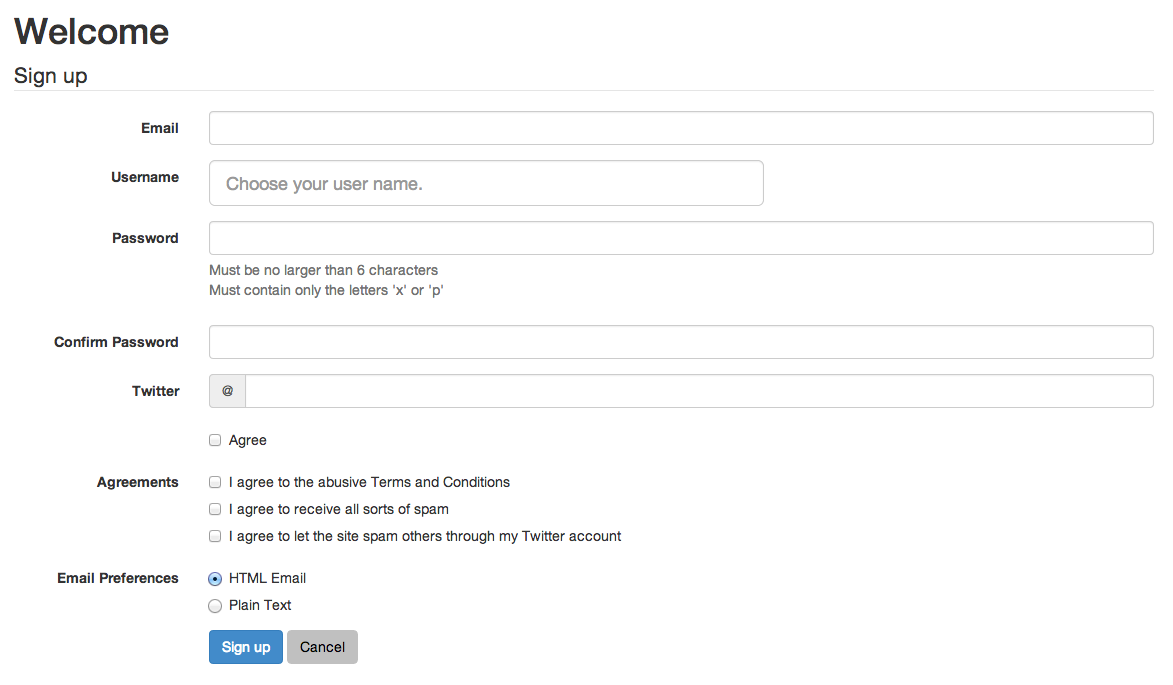 Welcome
Sign up
Email
Username Choose your user name.
Password
Must be no larger than 6 characters
Must contain only the letters 'x' or 'p'
Confirm Password
Twitter @
Agree
Agreements I agree to the abusive Terms and Conditions
I agree to receive all sorts of spam
I agree to let the site spam others through my Twitter account
Email Preferences HTML Email
Plain Text
Sign up Cancel